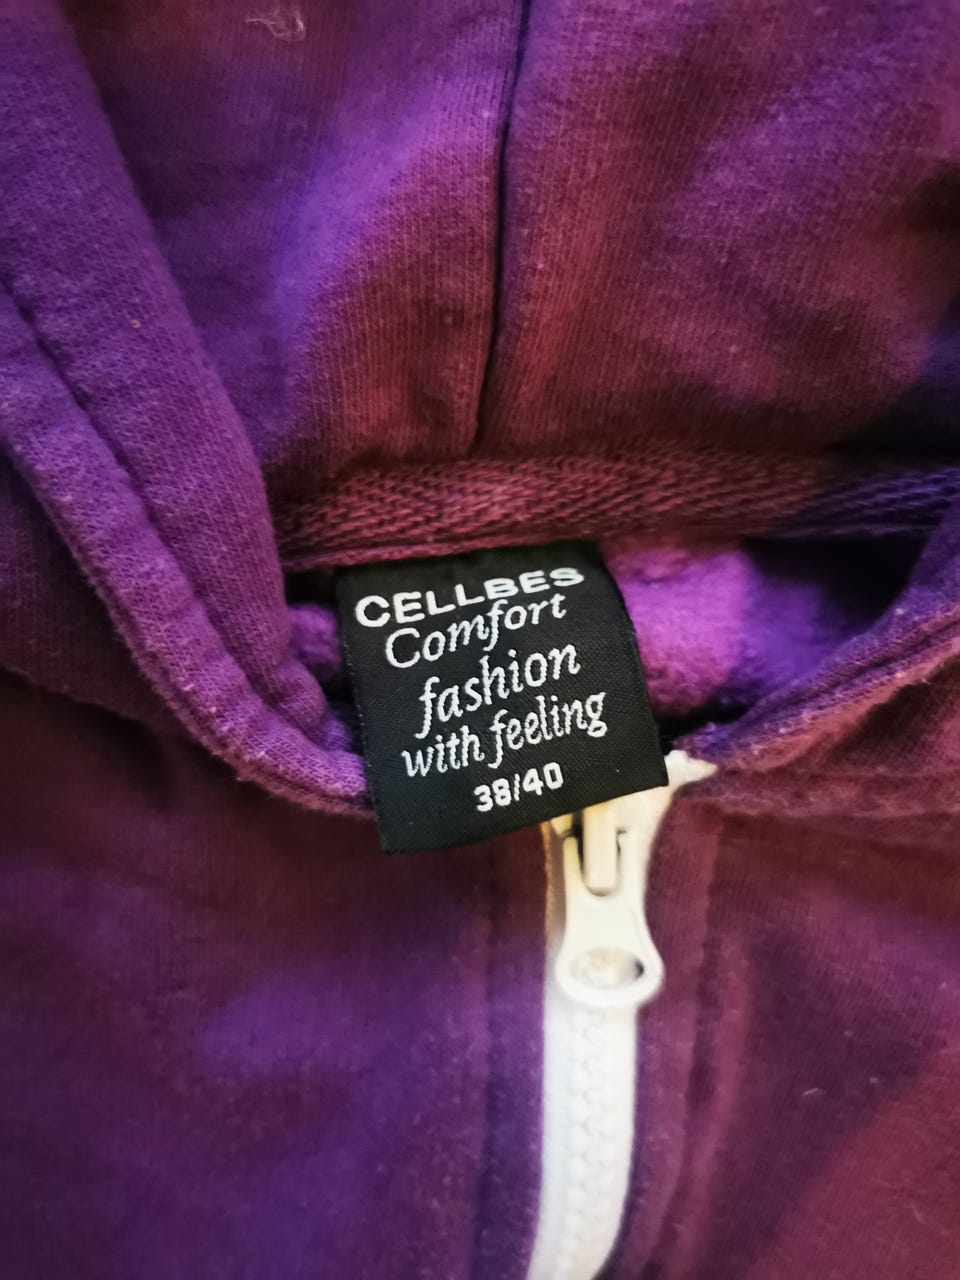 CELLBES
Comfort
fashion
with feeling
38/40